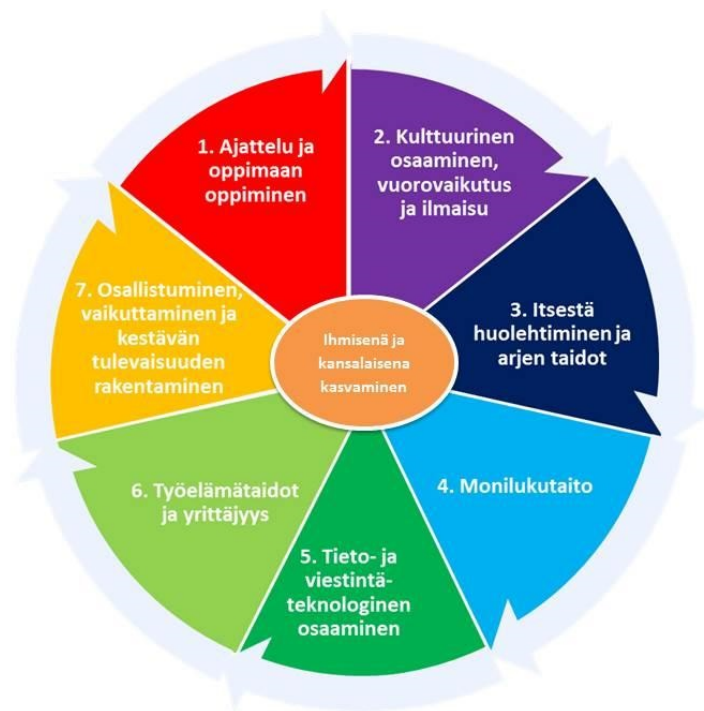 1. Ajattelu ja
oppimaan
oppiminen
2. Kulttuurinen
osaaminen,
vuorovaikutus
ja ilmaisu
3. Itsestä
huolehtiminen ja
arjen taidot
4. Monilukutaito
5. Tieto- ja
viestintä-
teknologinen
osaaminen
6. Työelämätaidot
ja yrittäjyys
7. Osallistuminen,
vaikuttaminen ja
kestävän
tulevaisuuden
rakentaminen
Ihmisenä ja
kansalaisena
kasvaminen